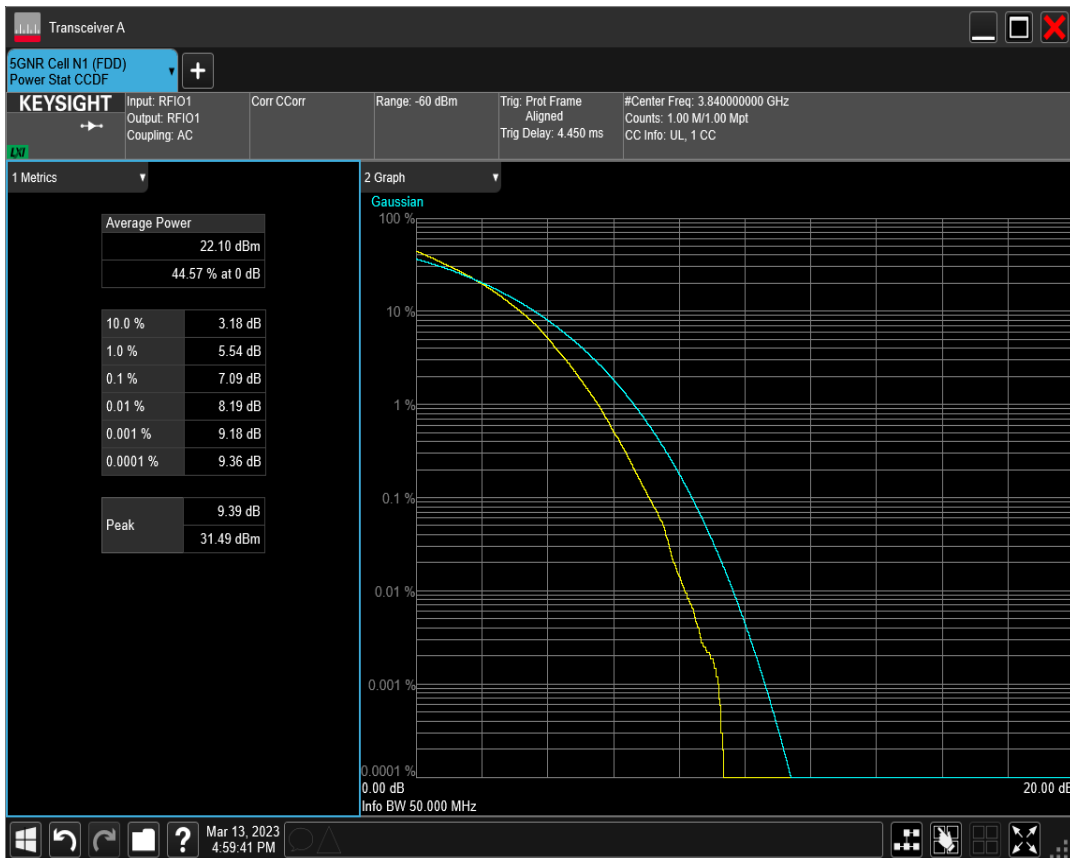 Transceiver A
5GNR Cell N1 (FDD)
Power Stat CCDF
+
KEYSIGHT
LXI
Input: RFIO1
Output: RFIO1
Coupling: AC
Corr CCorr
Range: -60 dBm
Trig: Prot Frame
Aligned
Trig Delay: 4.450 ms
#Center Freq: 3.840000000 GHz
Counts: 1.00 M/1.00 Mpt
CC Info: UL, 1 CC
1 Metrics
Average Power
22.10 dBm
44.57 % at 0 dB
10.0 % 3.18 dB
1.0 % 5.54 dB
0.1 % 7.09 dB
0.01 % 8.19 dB
0.001 % 9.18 dB
0.0001 % 9.36 dB
Peak
9.39 dB
31.49 dBm
2 Graph
Gaussian
100 %
10 %
1 %
0.1 %
0.01 %
0.001 %
0.0001 %
0.00 dB 20.00 dB
Info BW 50.000 MHz
?
Mar 13, 2023
4:59:41 PM